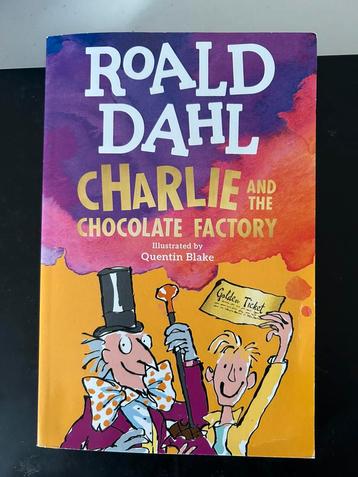 ROALD
DAHL
CHARLIE AND THE
CHOCOLATE FACTORY
Illustrated by
Quentin Blake
Golden Ticket